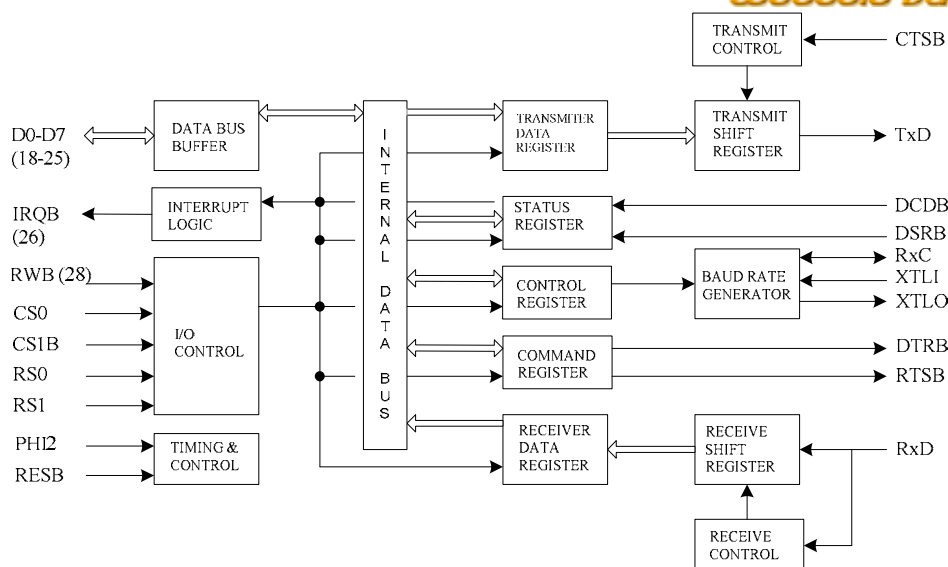 TRANSMIT
CONTROL
CTSB
D0-D7
(18-25)
DATA BUS
BUFFER
TRANSMITER
DATA
REGISTER
TRANSMIT
SHIFT
REGISTER
TxD
IRQB
(26)
INTERRUPT
LOGIC
INTERNAL DATA BUS
STATUS
REGISTER
DCDB
DSRB
RWB (28)
CS0
CS1B
RS0
RS1
I/O
CONTROL
CONTROL
REGISTER
BAUD RATE
GENERATOR
RxC
XTLI
XTLO
COMMAND
REGISTER
DTRB
RTSB
PHI2
RESB
TIMING &
CONTROL
RECEIVER
DATA
REGISTER
RECEIVE
SHIFT
REGISTER
RxD
RECEIVE
CONTROL